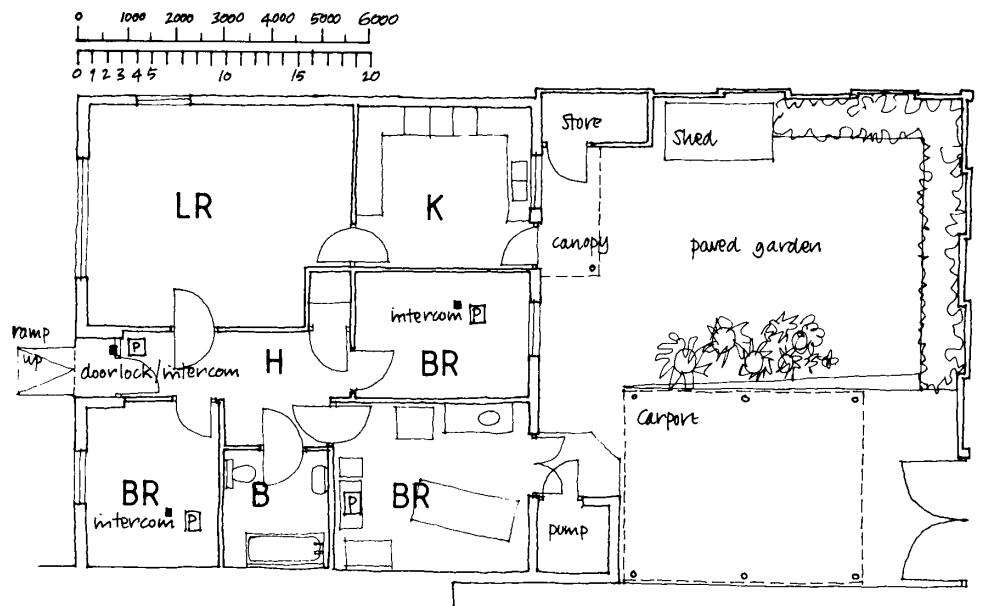 0 1000 2000 3000 4000 5000 6000
0 1 2 3 4 5 10 15 20
Store
Shed
LR
K
canopy
paved garden
intercom P
ramp
up
P
doorlock/intercom
H
BR
Carport
BR
intercom P
B
P
BR
pump